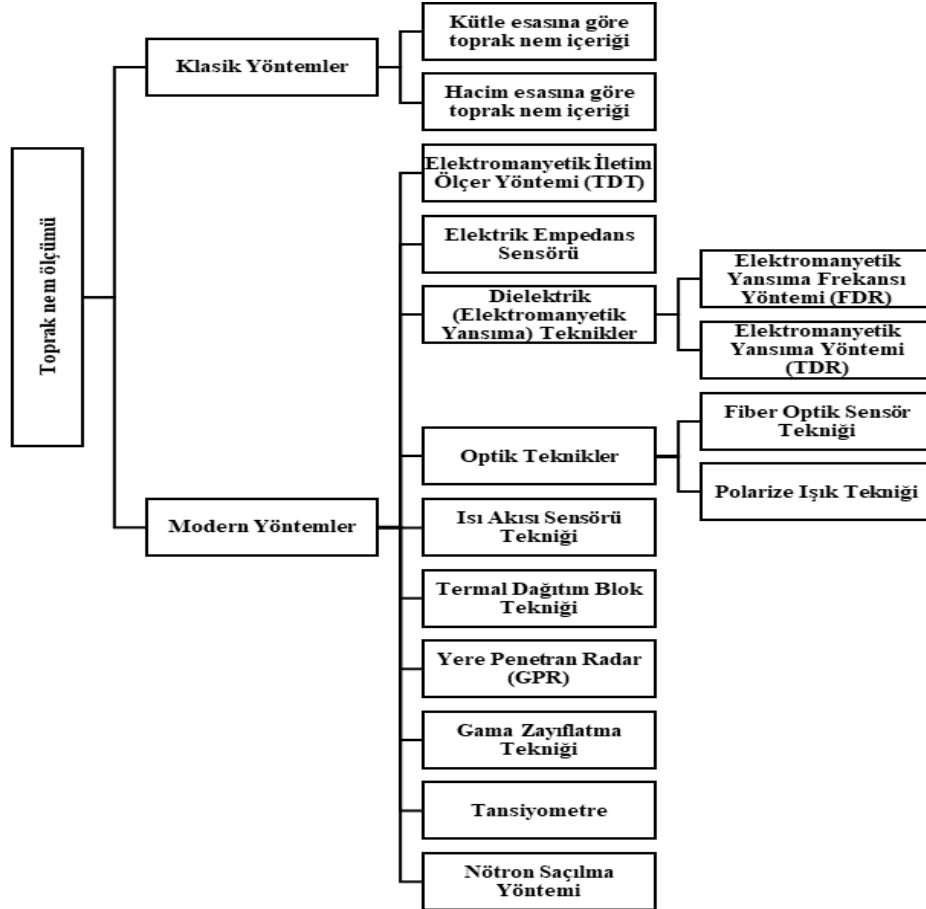 Toprak nem ölçümü
Klasik Yöntemler
Kütle esasına göre
toprak nem içeriği
Hacim esasına göre
toprak nem içeriği
Modern Yöntemler
Elektromanyetik İletim
Ölçer Yöntemi (TDT)
Elektrik Empedans
Sensörü
Dielektrik
(Elektromanyetik
Yansıma) Teknikler
Elektromanyetik
Yansıma Frekansı
Yöntemi (FDR)
Elektromanyetik
Yansıma Yöntemi
(TDR)
Optik Teknikler
Fiber Optik Sensör
Tekniği
Polarize Işık Tekniği
Isı Akısı Sensörü
Tekniği
Termal Dağıtım Blok
Tekniği
Yere Penetran Radar
(GPR)
Gama Zayıflatma
Tekniği
Tansiyometre
Nötron Saçılma
Yöntemi